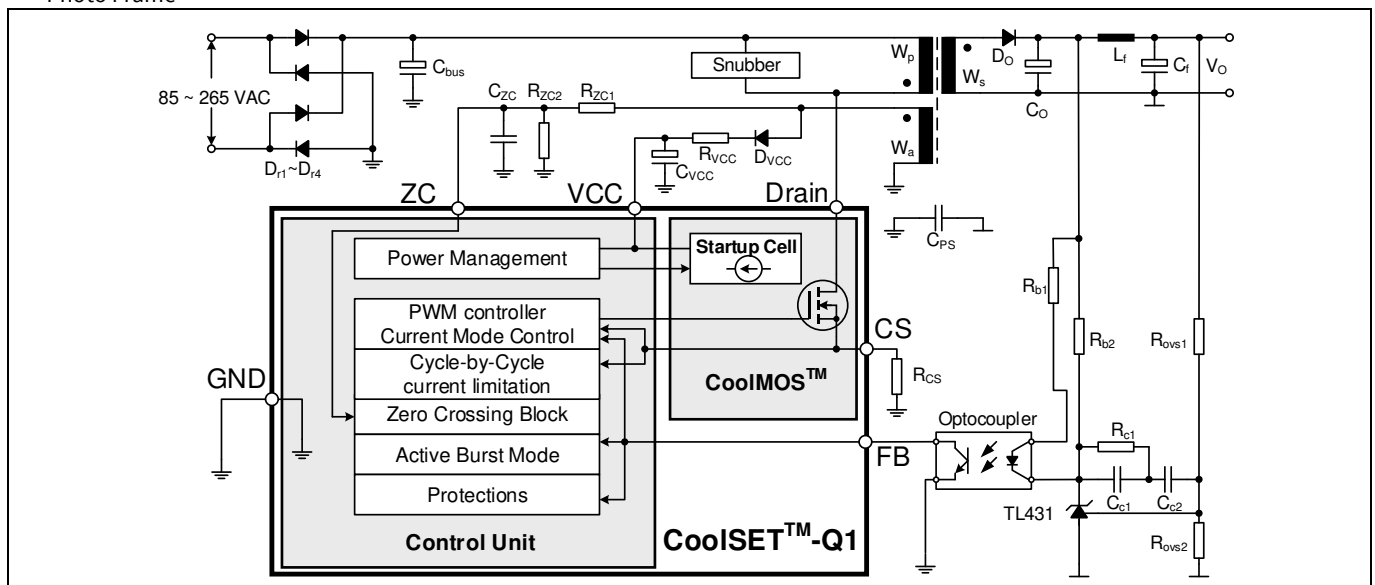 Photo Frame
Snubber
Wp
Ws
DO
Lf
Cf
VO
CO
Cbus
85 ~ 265 VAC
CZC
RZC2
RZC1
Wa
RVCC
DVCC
CVCC
Dr1~Dr4
ZC
VCC
Drain
CPS
Power Management
Startup Cell
Rb1
PWM controller
Current Mode Control
CS
Rb2
Rovs1
Cycle-by-Cycle
current limitation
CoolMOS™
RCS
GND
Zero Crossing Block
Optocoupler
Rc1
Active Burst Mode
FB
Cc1
Cc2
Protections
TL431
Control Unit
CoolSET™-Q1
Rovs2